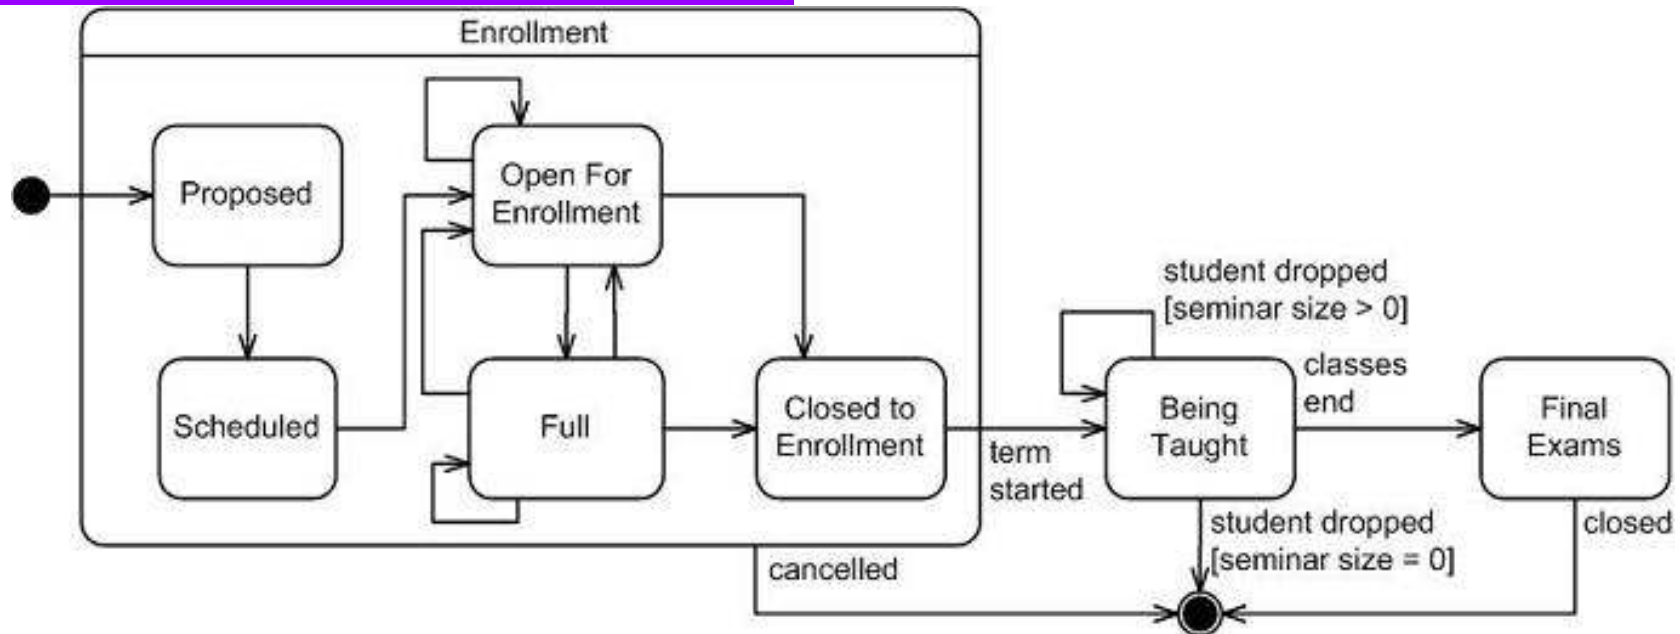 Enrollment
Proposed
Open For
Enrollment
Scheduled
Full
Closed to
Enrollment
term
started
cancelled
student dropped
[seminar size > 0]
Being
Taught
classes
end
Final
Exams
student dropped
[seminar size = 0]
closed